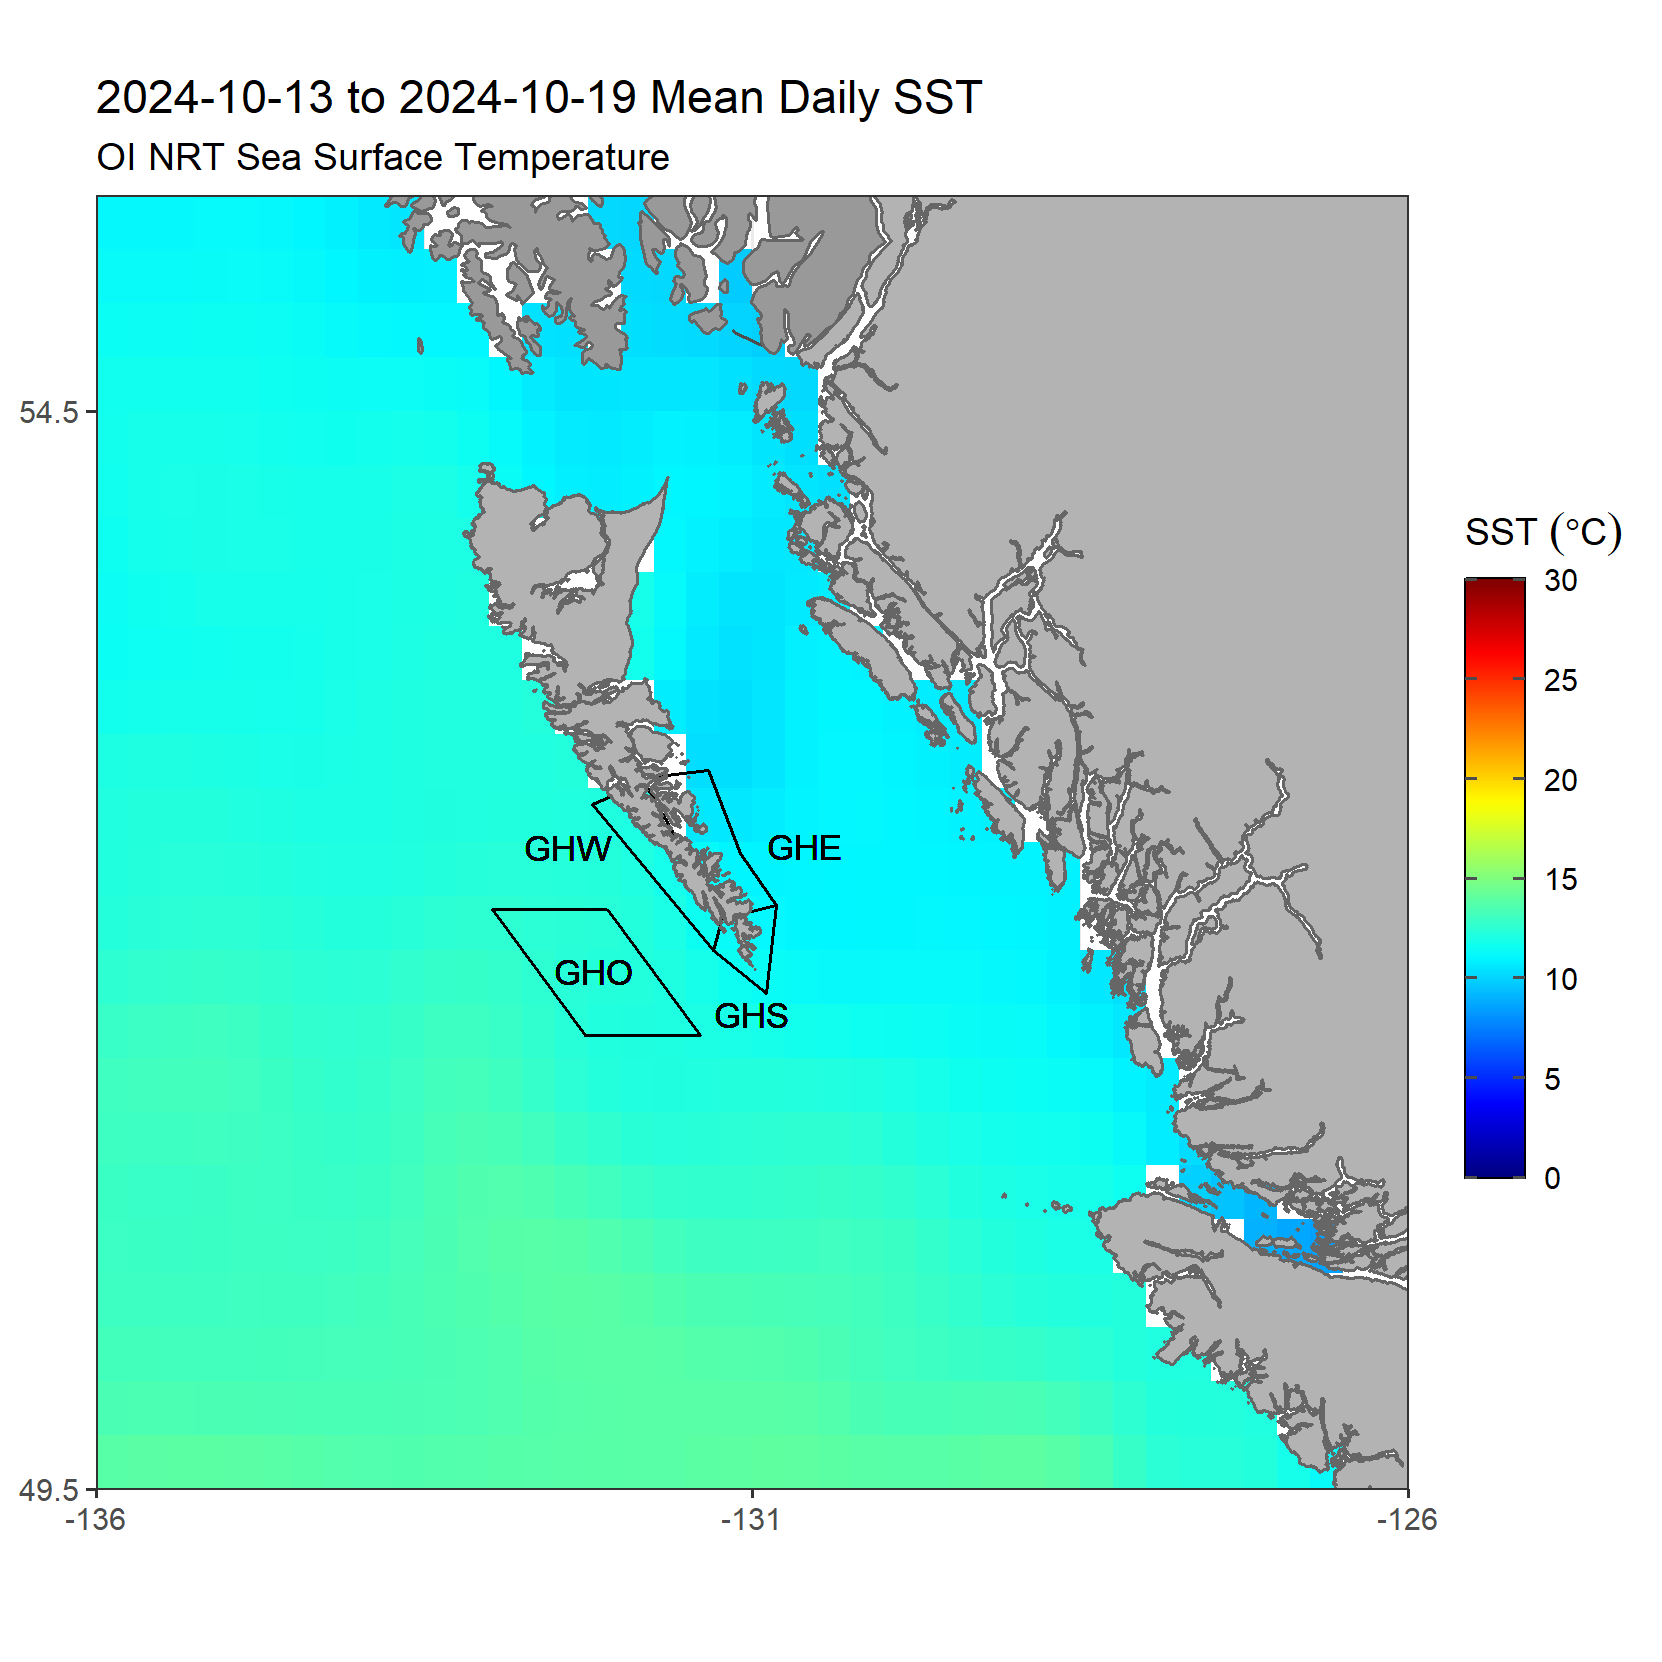 2024-10-13 to 2024-10-19 Mean Daily SST
OI NRT Sea Surface Temperature
54.5
49.5
-136
-131
-126
GHW
GHE
GHO
GHS
SST (°C)
30
25
20
15
10
5
0